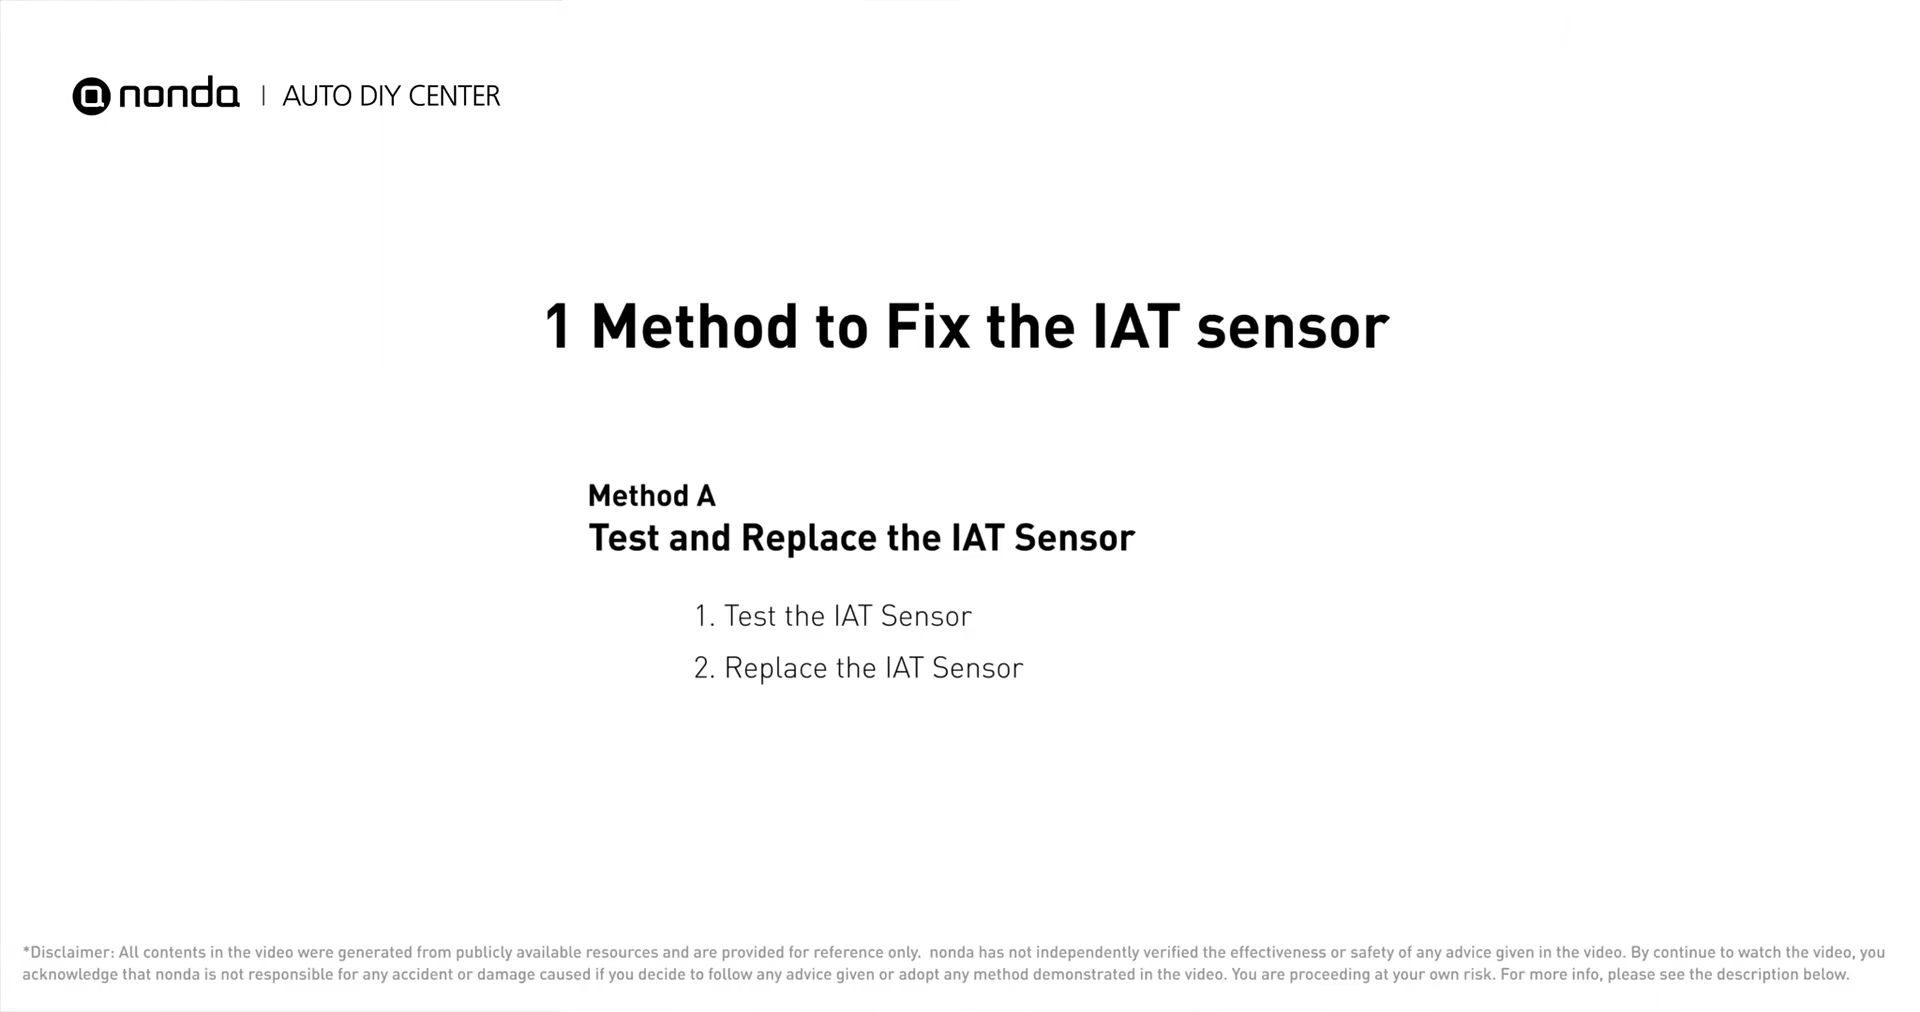 nonda | AUTO DIY CENTER
1 Method to Fix the IAT sensor
Method A
Test and Replace the IAT Sensor
1. Test the IAT Sensor
2. Replace the IAT Sensor
*Disclaimer: All contents in the video were generated from publicly available resources and are provided for reference only.  nonda has not independently verified the effectiveness or safety of any advice given in the video. By continue to watch the video, you
acknowledge that nonda is not responsible for any accident or damage caused if you decide to follow any advice given or adopt any method demonstrated in the video. You are proceeding at your own risk. For more info, please see the description below.